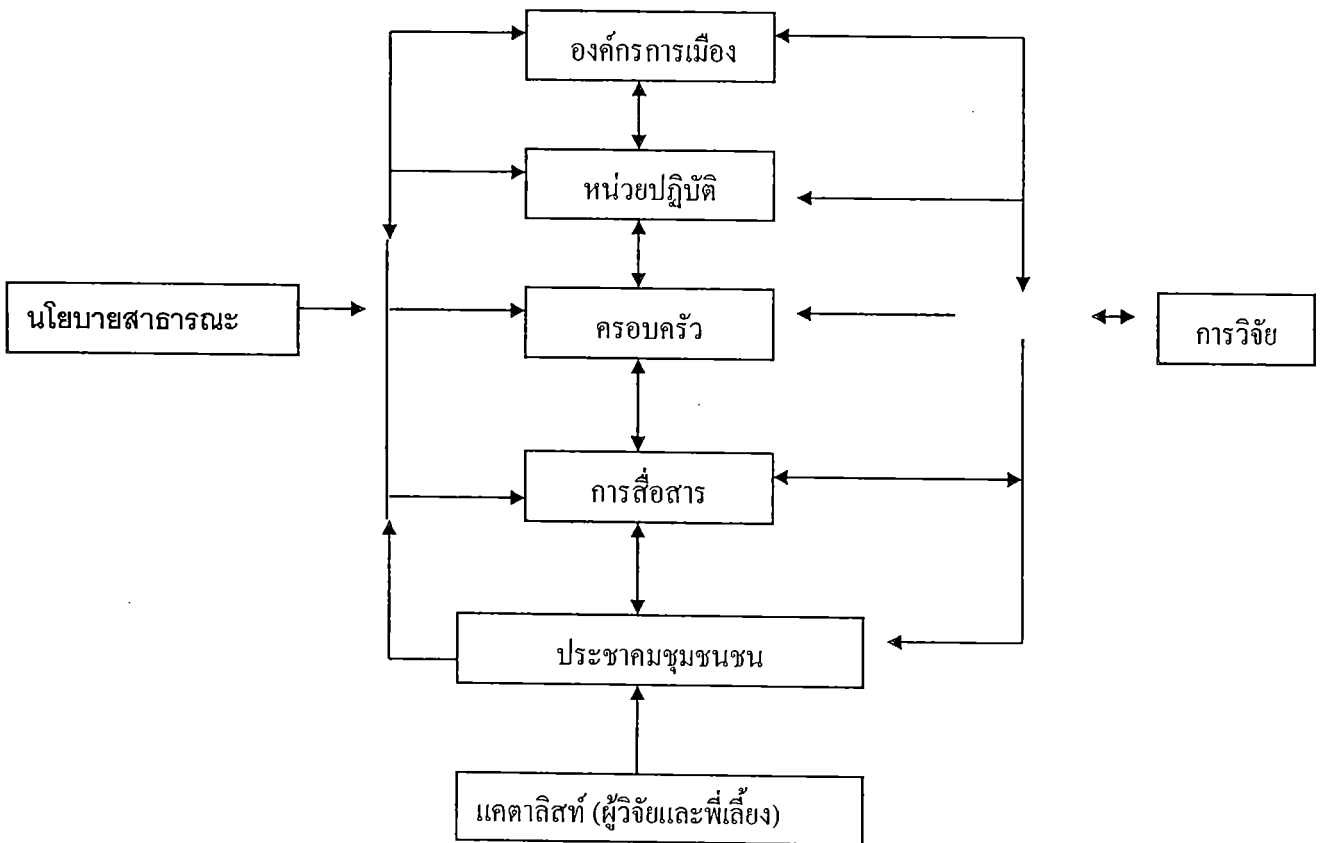 องค์กรการเมือง
หน่วยปฏิบัติ
นโยบายสาธารณะ
ครอบครัว
การวิจัย
การสื่อสาร
ประชาคมชุมชนชน
แคตาลิสท์ (ผู้วิจัยและพี่เลี้ยง)